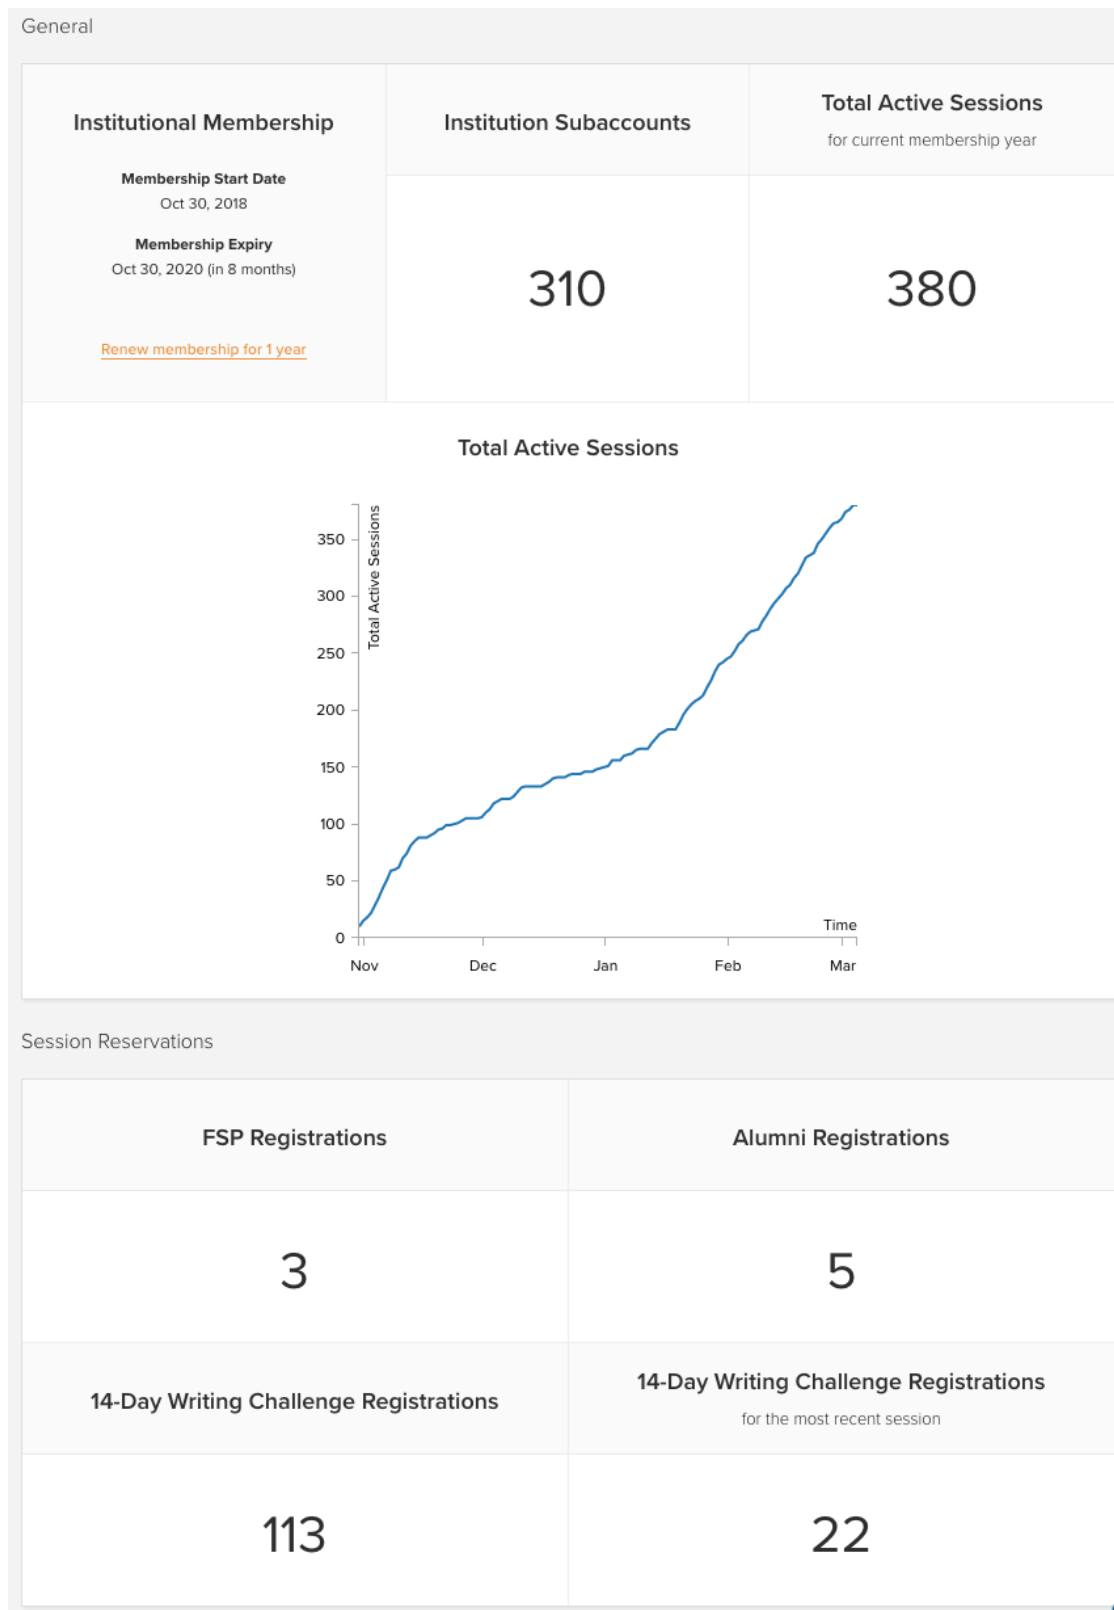 General
Institutional Membership
Membership Start Date
Oct 30, 2018
Membership Expiry
Oct 30, 2020 (in 8 months)
Renew membership for 1 year
Institution Subaccounts
310
Total Active Sessions
for current membership year
380
Total Active Sessions
Total Active Sessions
350
300
250
200
150
100
50
0
Time
Nov
Dec
Jan
Feb
Mar
Session Reservations
FSP Registrations
3
Alumni Registrations
5
14-Day Writing Challenge Registrations
113
14-Day Writing Challenge Registrations
for the most recent session
22